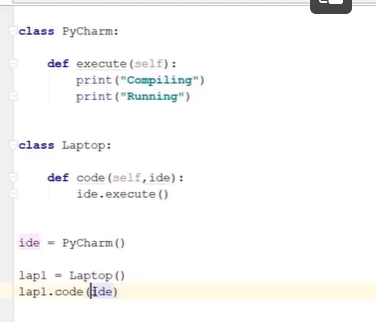 class PyCharm:
    def execute(self):
        print("Compiling")
        print("Running")
class Laptop:
    def code(self,ide):
        ide.execute()
ide = PyCharm()
lap1 = Laptop()
lap1.code(ide)